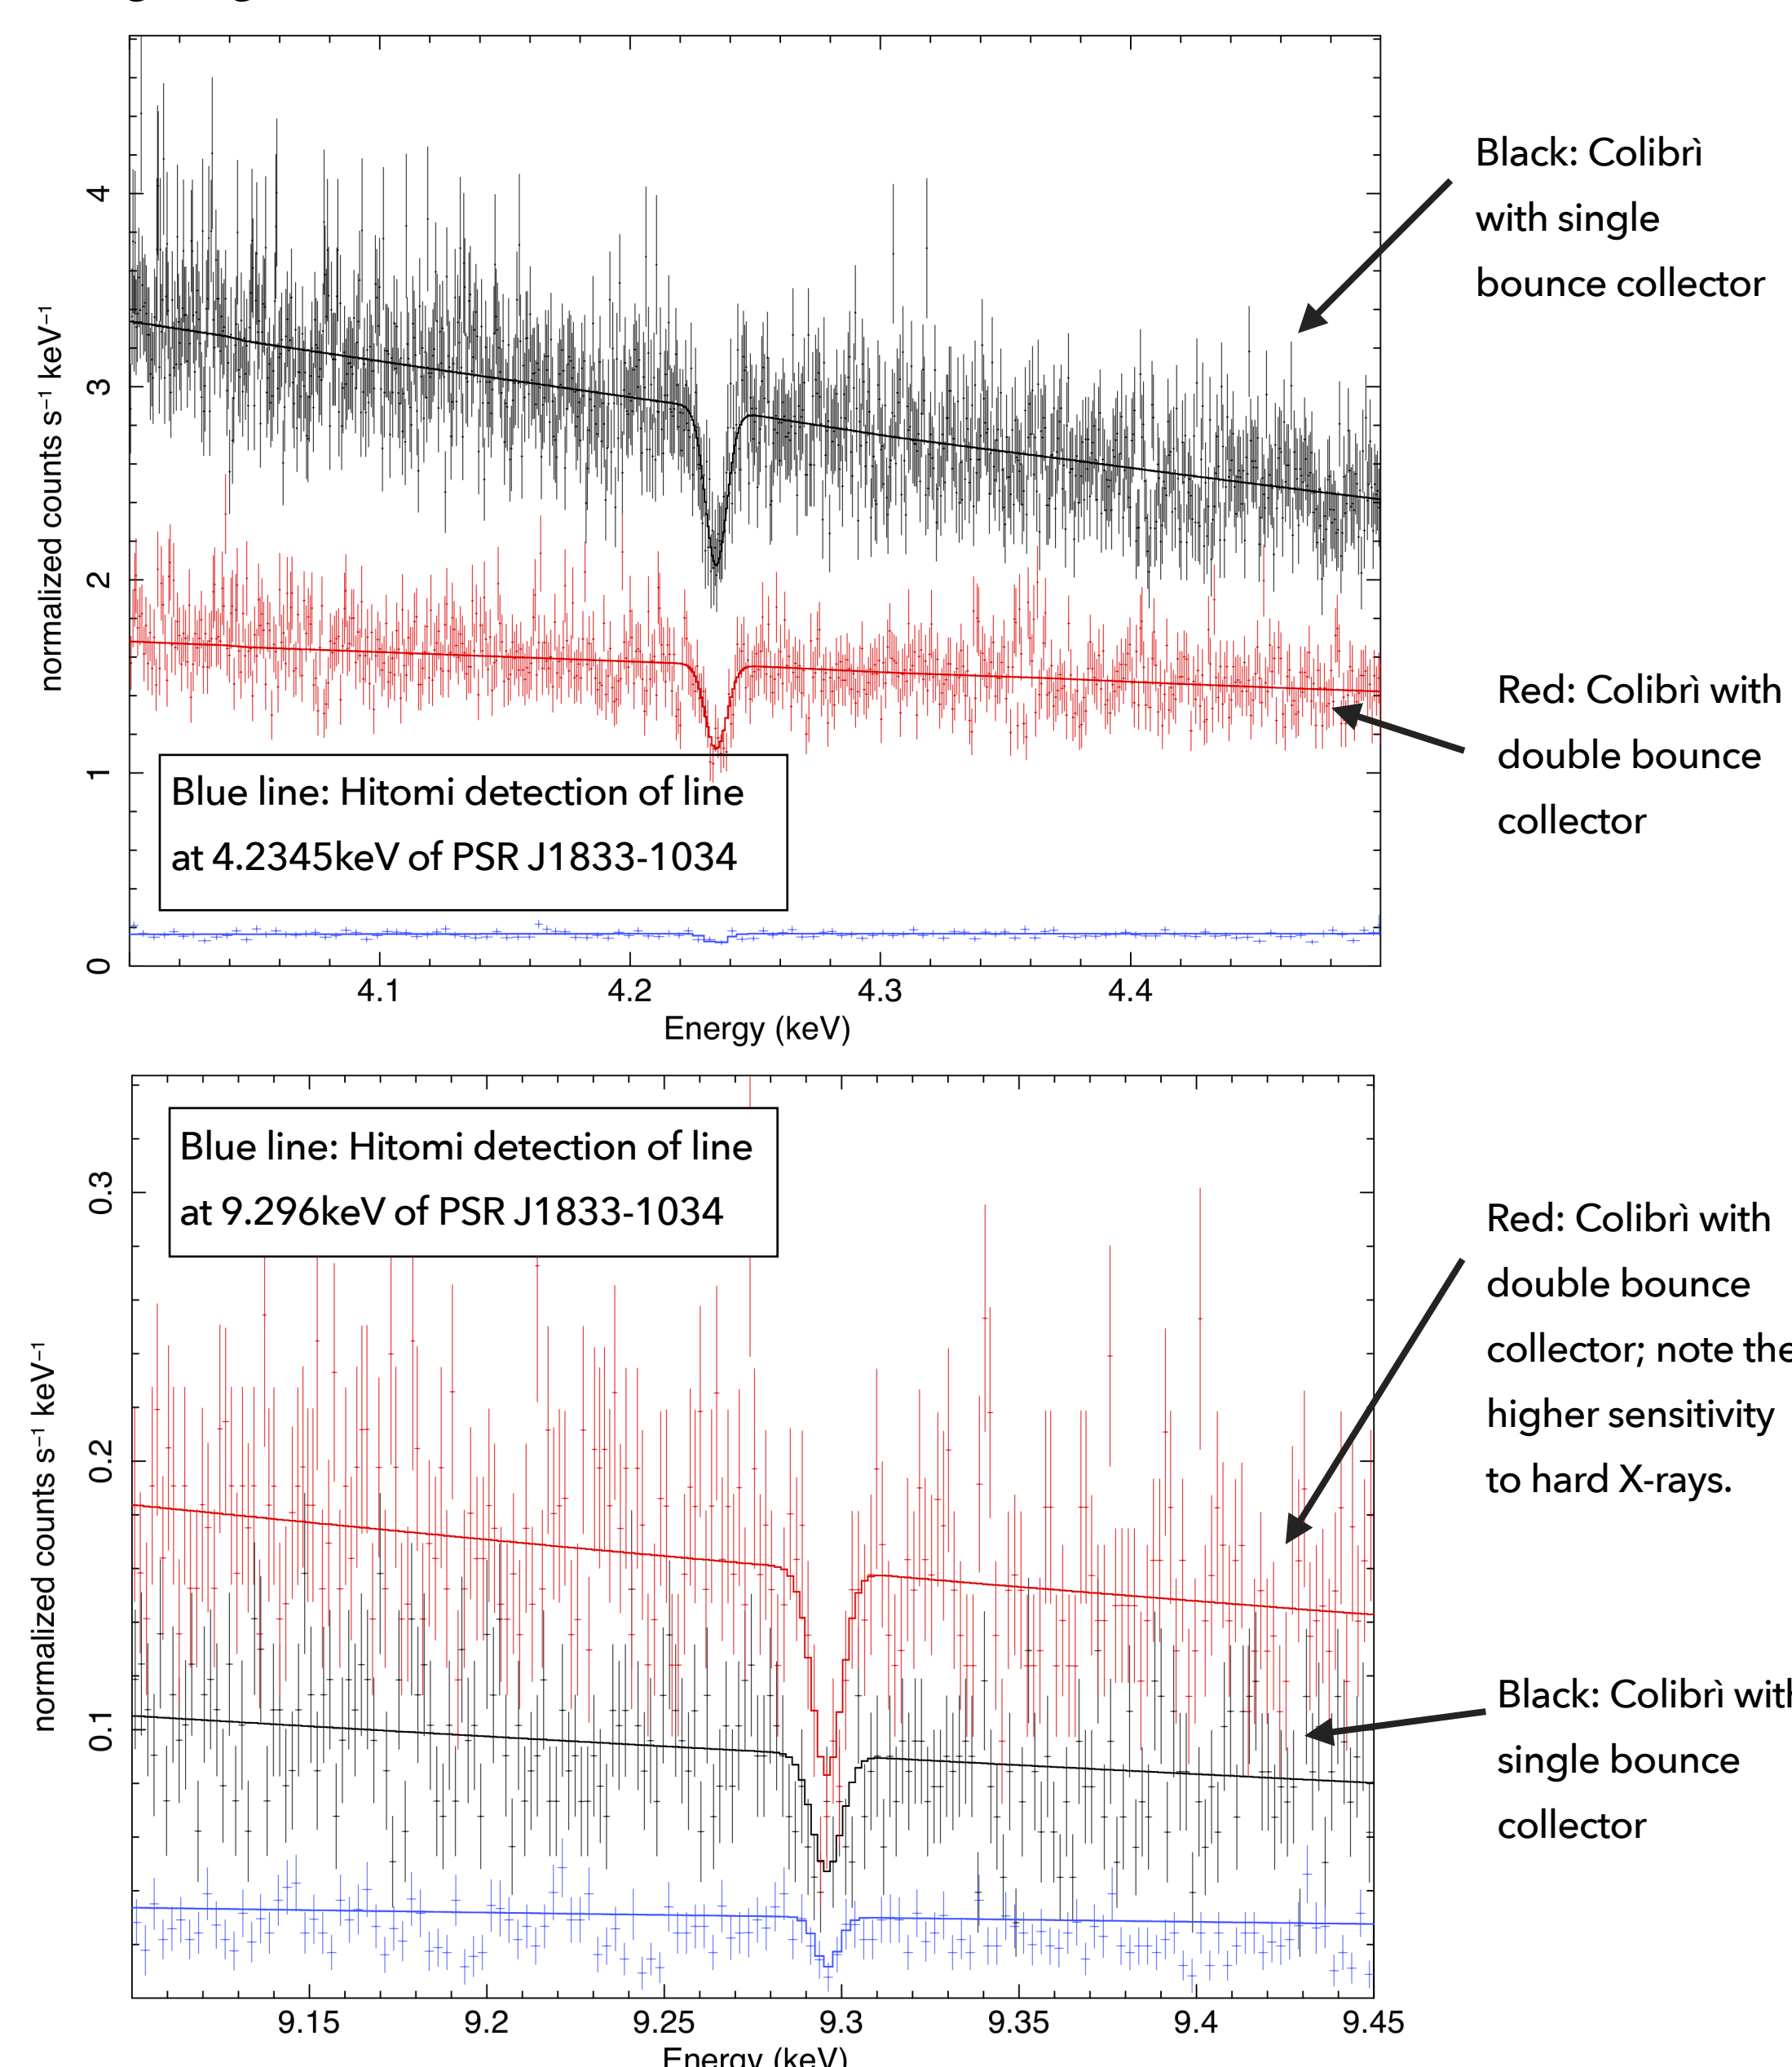 4
3
2
1
0
normalized counts s⁻¹ keV⁻¹
4.1 4.2 4.3 4.4
Energy (keV)
Blue line: Hitomi detection of line
at 4.2345keV of PSR J1833-1034
Black: Colibrì
with single
bounce collector
Red: Colibrì with
double bounce
collector
0.3
0.2
0.1
normalized counts s⁻¹ keV⁻¹
Blue line: Hitomi detection of line
at 9.296keV of PSR J1833-1034
9.15 9.2 9.25 9.3 9.35 9.4 9.45
Energy (keV)
Red: Colibrì with
double bounce
collector; note the
higher sensitivity
to hard X-rays.
Black: Colibrì with
single bounce
collector